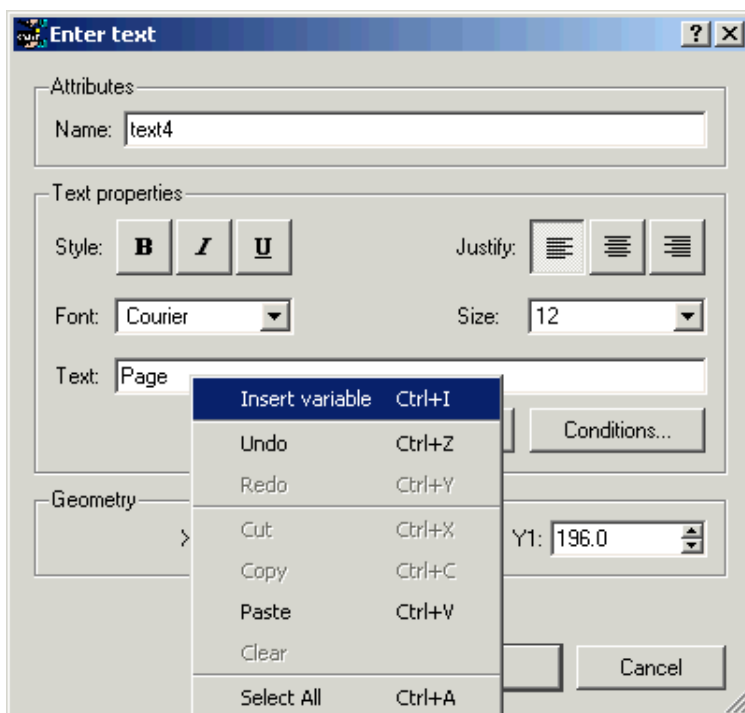 Enter text
Attributes
Name: text4
Text properties
Style: B I U Justify:
Font: Courier Size: 12
Text: Page
Insert variable Ctrl+I
Conditions...
Undo Ctrl+Z
Redo Ctrl+Y
Geometry
Cut Ctrl+X
Y1: 196.0
Copy Ctrl+C
Paste Ctrl+V
Clear
Cancel
Select All Ctrl+A